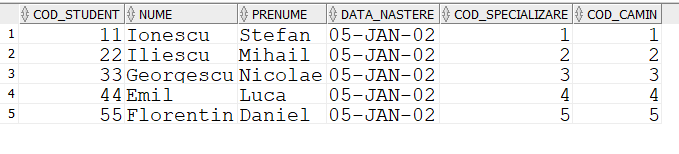 COD_STUDENT NUME PRENUME DATA_NASTERE COD_SPECIALIZARE COD_CAMIN
1 11 Ionescu Stefan 05-JAN-02 1 1
2 22 Iliescu Mihail 05-JAN-02 2 2
3 33 Georgescu Nicolae 05-JAN-02 3 3
4 44 Emil Luca 05-JAN-02 4 4
5 55 Florentin Daniel 05-JAN-02 5 5